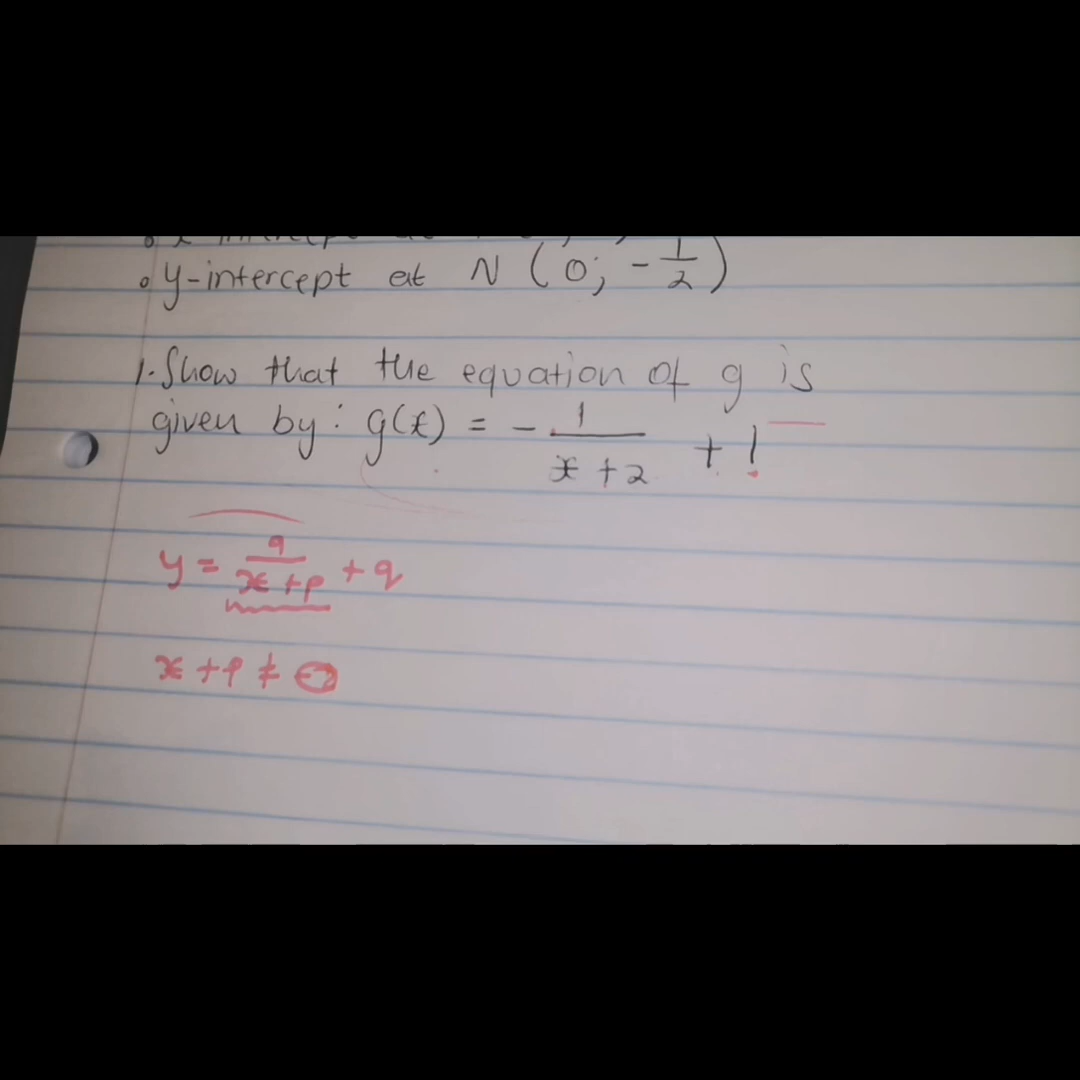 • y-intercept at N (0; -1/2)
1. Show that the equation of g is
given by: g(x) = - 1/(x + 2) + 1
y = a/(x + p) + q
x + p ≠ 0